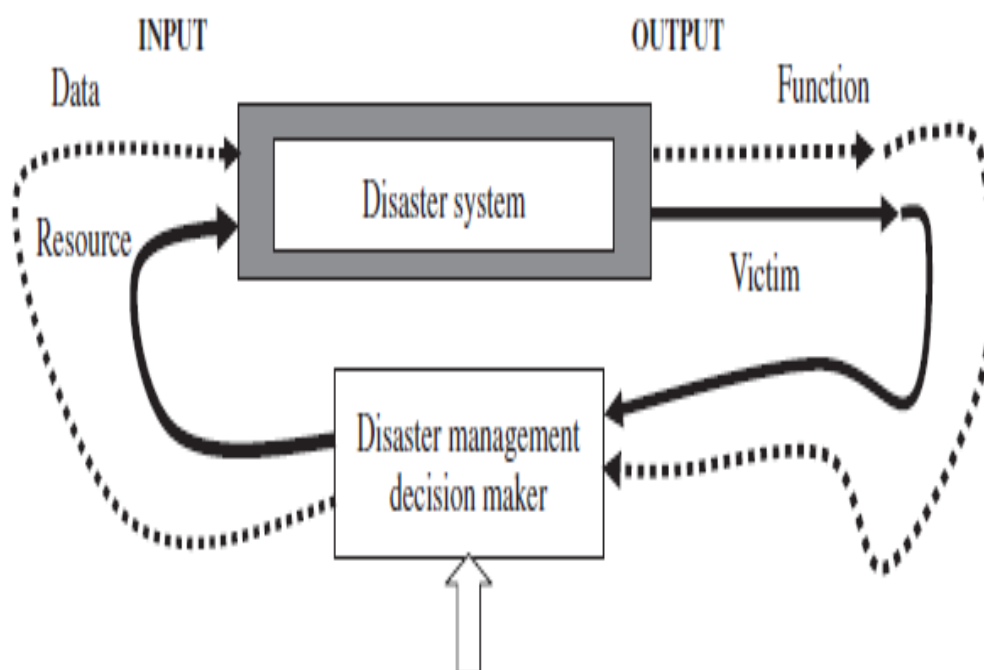 INPUT
OUTPUT
Data
Function
Disaster system
Resource
Victim
Disaster management
decision maker